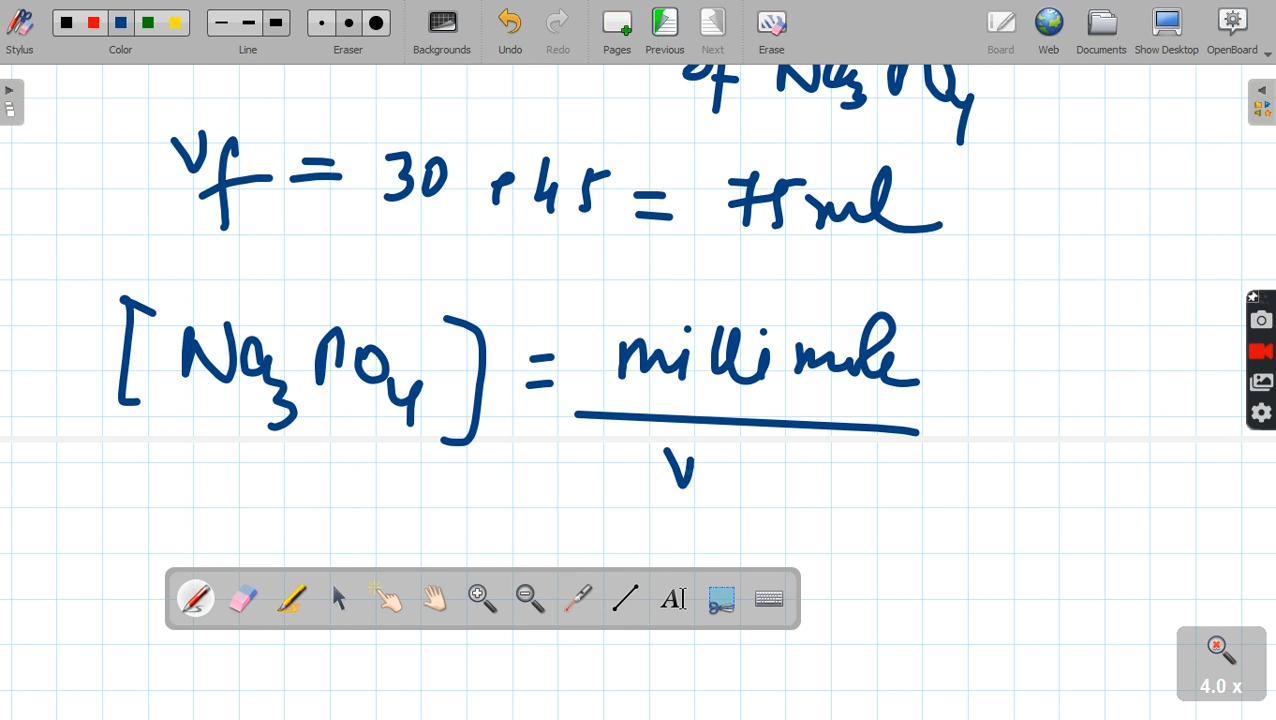 Stylus Color Line Eraser Backgrounds Undo Redo Pages Previous Next Erase Board Web Documents Show Desktop OpenBoard
of Na3PO4
Vf = 30 + 45 = 75ml
[Na3PO4] = millimole
V
AI
4.0 x